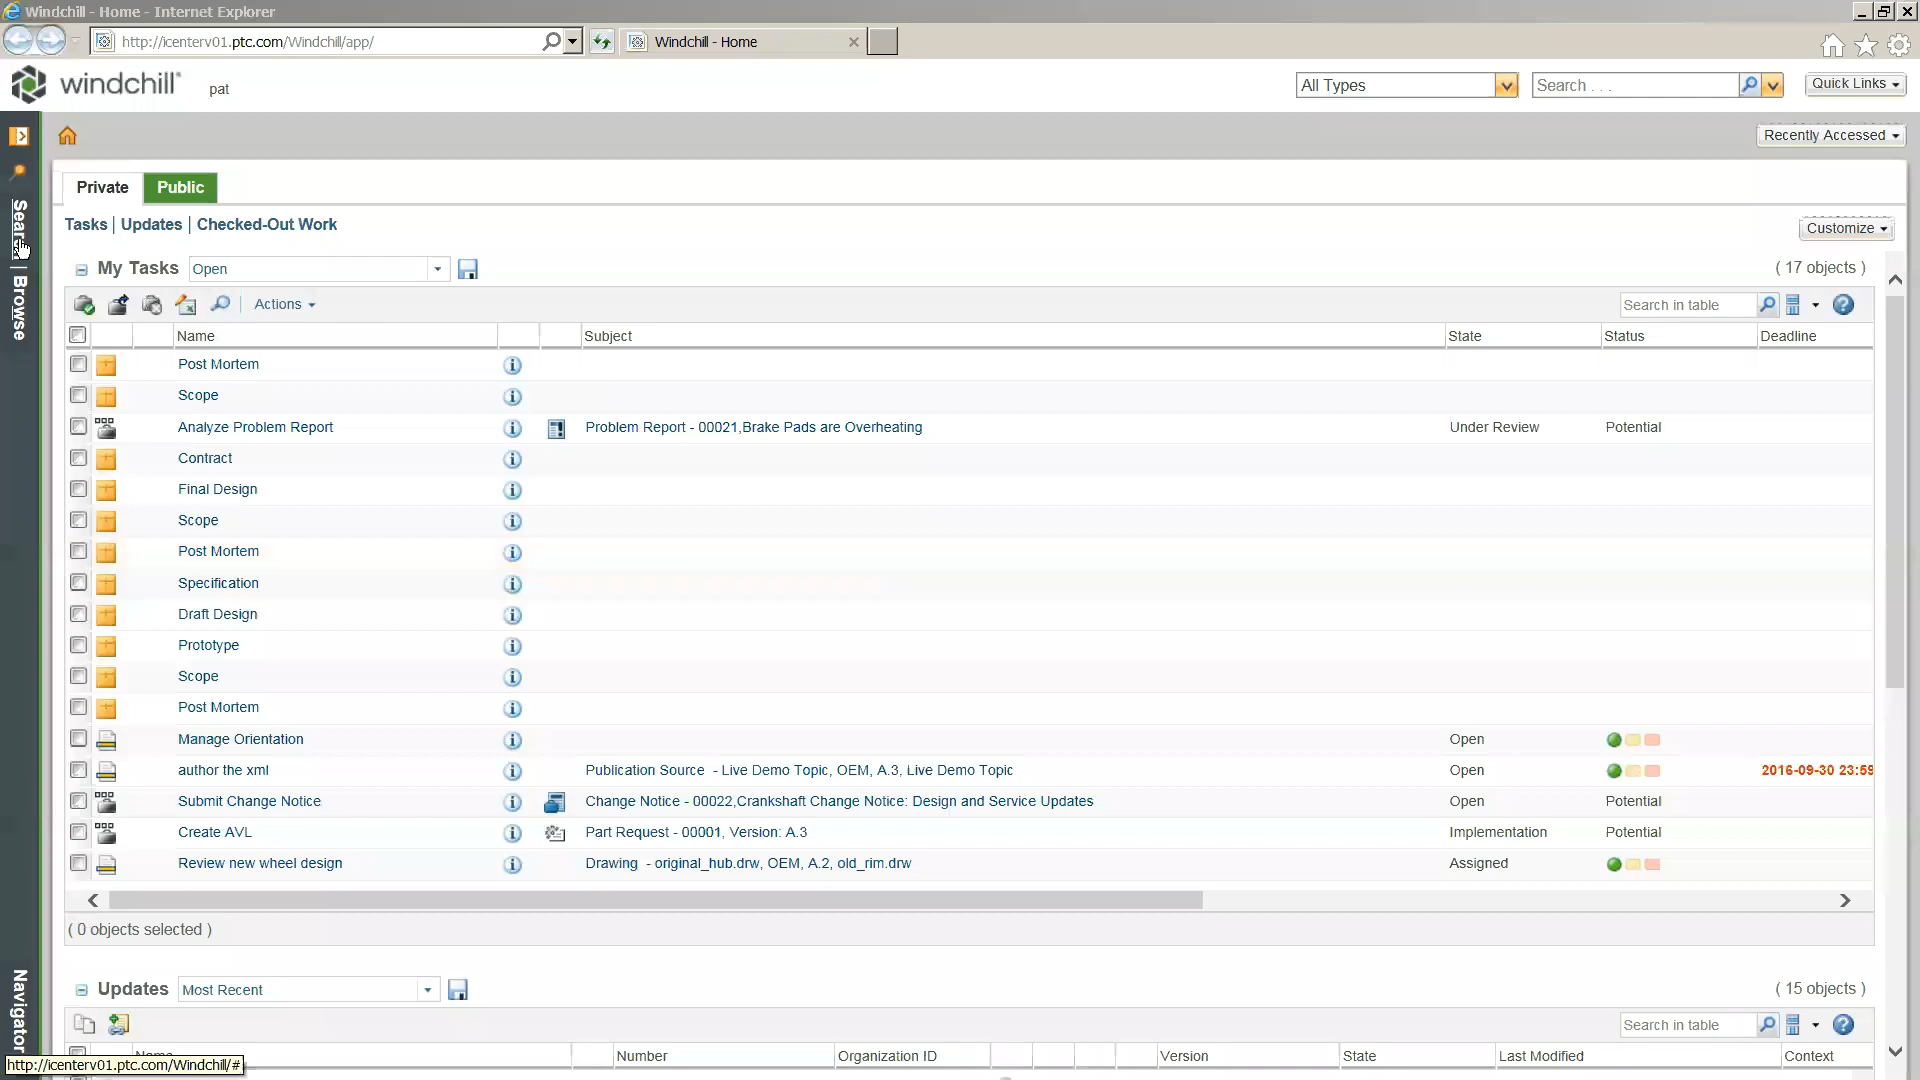 Windchill - Home - Internet Explorer
http://icenterv01.ptc.com/Windchill/app/
Windchill - Home
windchill®
pat
All Types
Search . . .
Quick Links
Recently Accessed
Search | Browse
Navigator
Private
Public
Tasks | Updates | Checked-Out Work
Customize
My Tasks
Open
( 17 objects )
Actions
Search in table
Name Subject State Status Deadline
Post Mortem
Scope
Analyze Problem Report Problem Report - 00021,Brake Pads are Overheating Under Review Potential
Contract
Final Design
Scope
Post Mortem
Specification
Draft Design
Prototype
Scope
Post Mortem
Manage Orientation Open
author the xml Publication Source - Live Demo Topic, OEM, A.3, Live Demo Topic Open 2016-09-30 23:59
Submit Change Notice Change Notice - 00022,Crankshaft Change Notice: Design and Service Updates Open Potential
Create AVL Part Request - 00001, Version: A.3 Implementation Potential
Review new wheel design Drawing - original_hub.drw, OEM, A.2, old_rim.drw Assigned
( 0 objects selected )
Updates
Most Recent
( 15 objects )
Search in table
Name Number Organization ID Version State Last Modified Context
http://icenterv01.ptc.com/Windchill/#